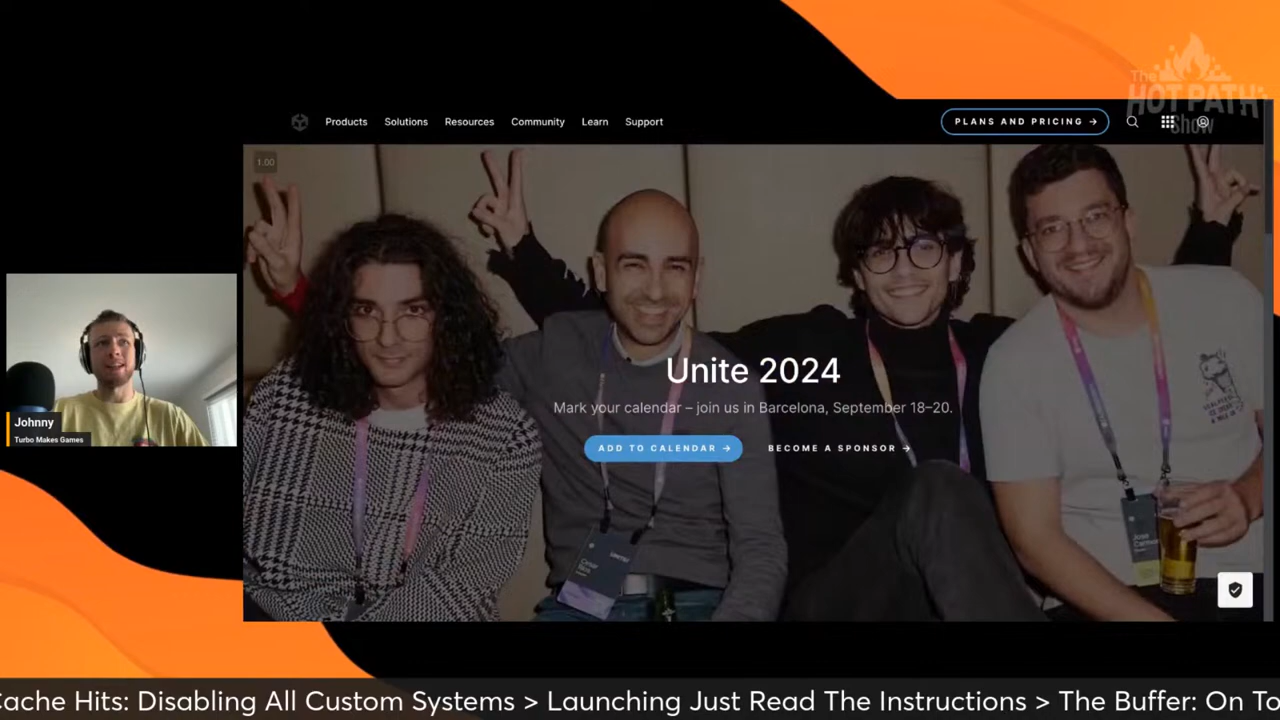 The
HOT PATH
Show
Products Solutions Resources Community Learn Support
PLANS AND PRICING →
1.00
Unite 2024
Mark your calendar – join us in Barcelona, September 18–20.
ADD TO CALENDAR →
BECOME A SPONSOR →
Johnny
Turbo Makes Games
Cache Hits: Disabling All Custom Systems > Launching Just Read The Instructions > The Buffer: On To